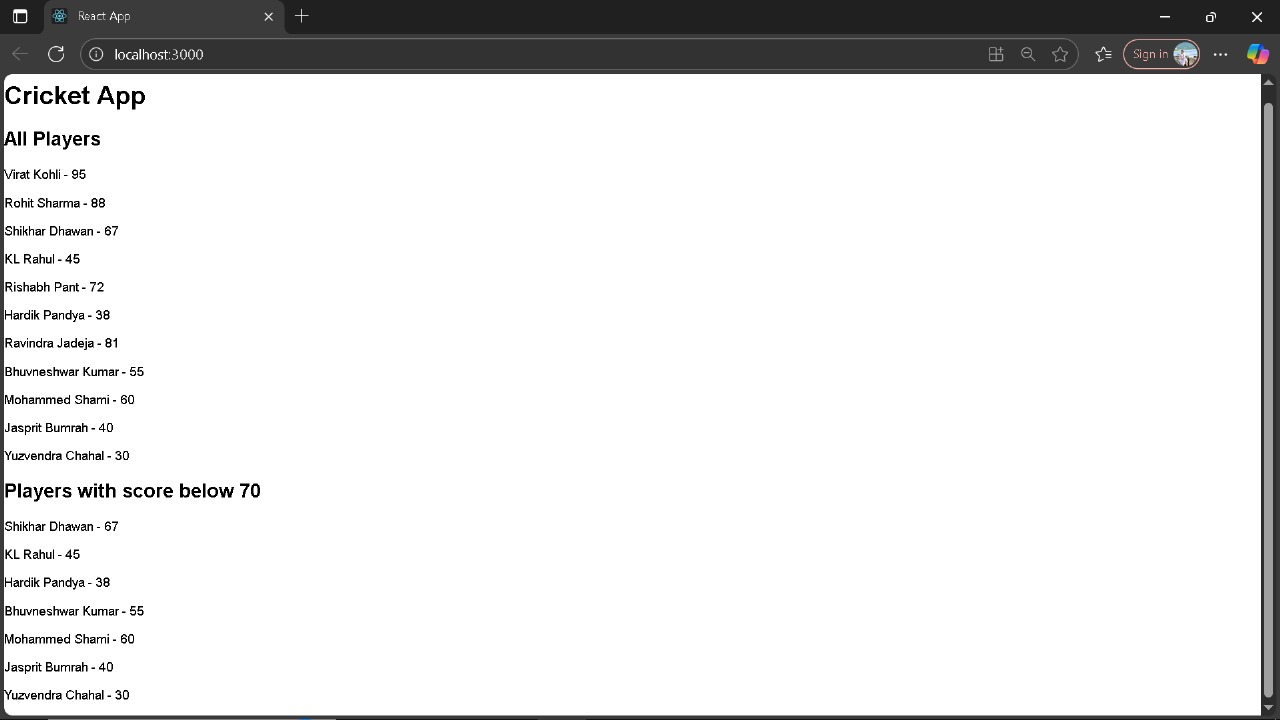 React App
localhost:3000
Sign in
Cricket App
All Players
Virat Kohli - 95
Rohit Sharma - 88
Shikhar Dhawan - 67
KL Rahul - 45
Rishabh Pant - 72
Hardik Pandya - 38
Ravindra Jadeja - 81
Bhuvneshwar Kumar - 55
Mohammed Shami - 60
Jasprit Bumrah - 40
Yuzvendra Chahal - 30
Players with score below 70
Shikhar Dhawan - 67
KL Rahul - 45
Hardik Pandya - 38
Bhuvneshwar Kumar - 55
Mohammed Shami - 60
Jasprit Bumrah - 40
Yuzvendra Chahal - 30